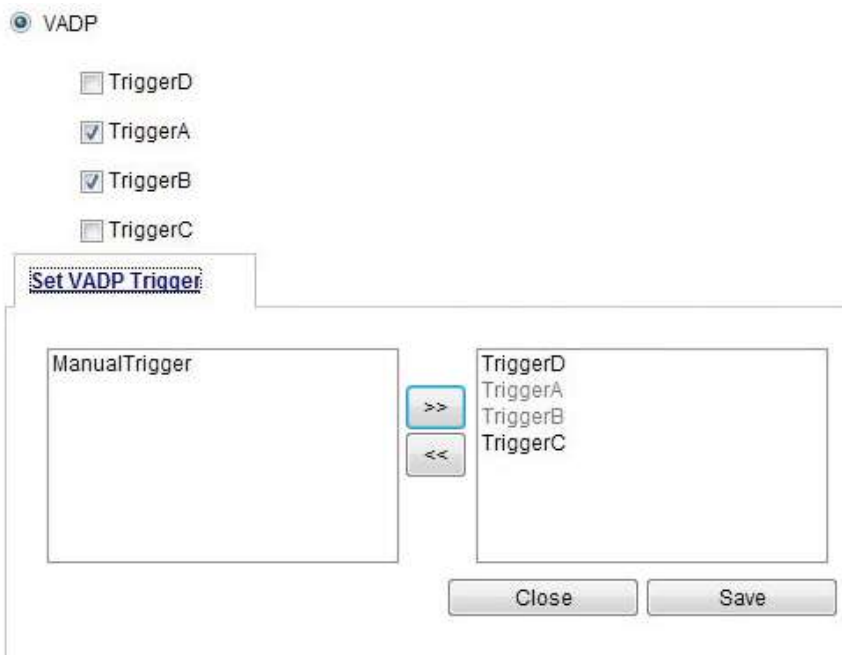 VADP
TriggerD
TriggerA
TriggerB
TriggerC
Set VADP Trigger
ManualTrigger
>>
<<
TriggerD
TriggerA
TriggerB
TriggerC
Close Save